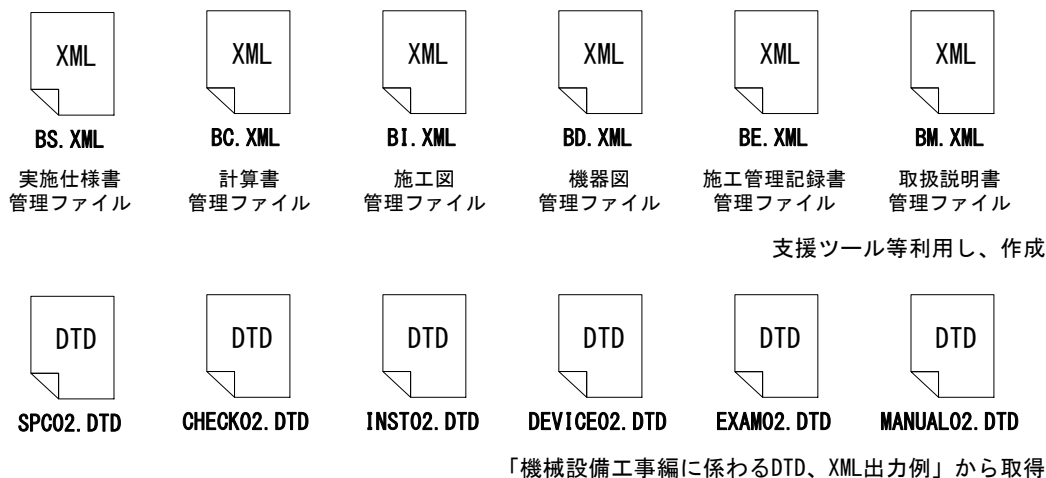 XML XML XML XML XML XML
BS.XML BC.XML BI.XML BD.XML BE.XML BM.XML
実施仕様書 計算書 施工図 機器図 施工管理記録書 取扱説明書
管理ファイル 管理ファイル 管理ファイル 管理ファイル 管理ファイル 管理ファイル
支援ツール等利用し、作成
DTD DTD DTD DTD DTD DTD
SPC02.DTD CHECK02.DTD INST02.DTD DEVICE02.DTD EXAM02.DTD MANUAL02.DTD
「機械設備工事編に係わるDTD、XML出力例」から取得